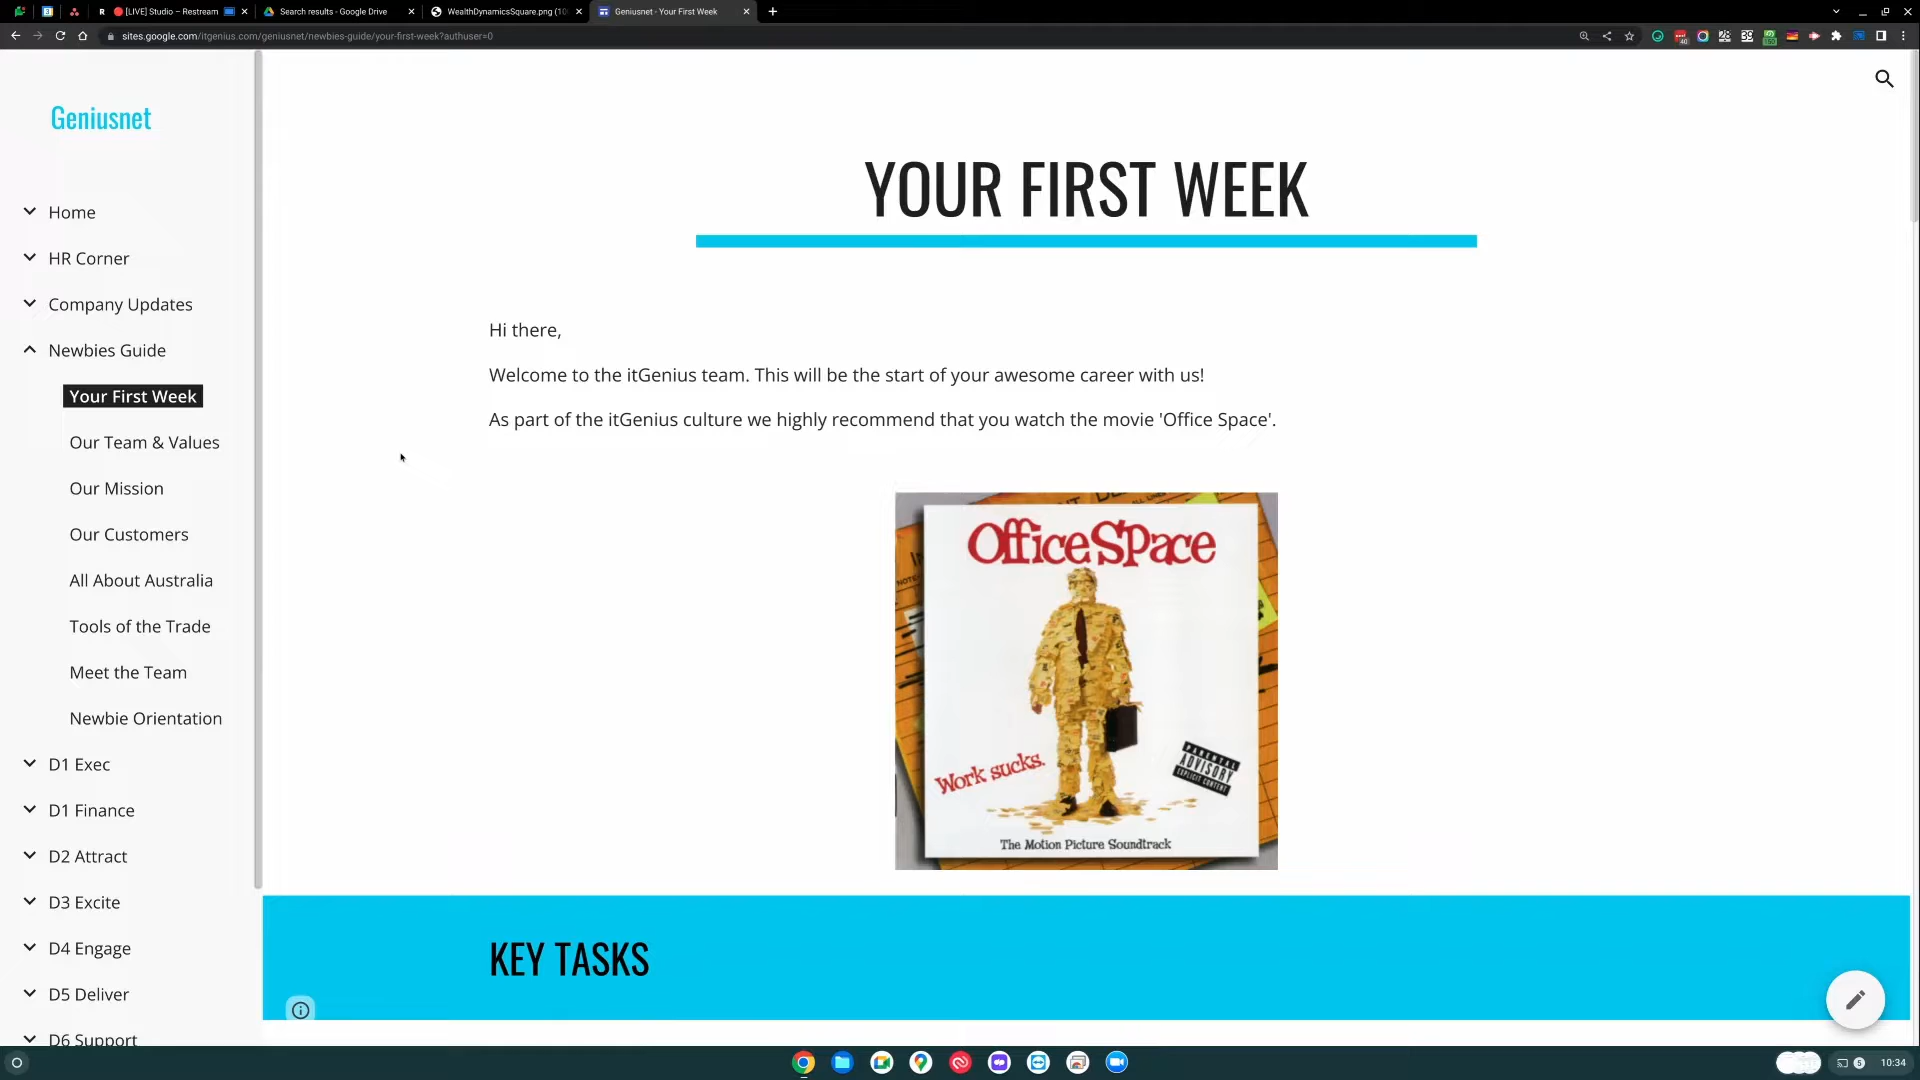 [LIVE] Studio – Restream
Search results - Google Drive
WealthDynamicsSquare.png (10
Geniusnet - Your First Week
sites.google.com/itgenius.com/geniusnet/newbies-guide/your-first-week?authuser=0
Geniusnet
Home
HR Corner
Company Updates
Newbies Guide
Your First Week
Our Team & Values
Our Mission
Our Customers
All About Australia
Tools of the Trade
Meet the Team
Newbie Orientation
D1 Exec
D1 Finance
D2 Attract
D3 Excite
D4 Engage
D5 Deliver
D6 Support
YOUR FIRST WEEK
Hi there,
Welcome to the itGenius team. This will be the start of your awesome career with us!
As part of the itGenius culture we highly recommend that you watch the movie 'Office Space'.
Office Space
Work sucks.
PARENTAL
ADVISORY
EXPLICIT CONTENT
The Motion Picture Soundtrack
KEY TASKS
10:34